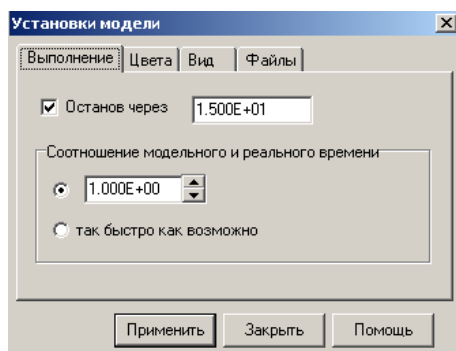 Установки модели
Выполнение Цвета Вид Файлы
Останов через 1.500E+01
Соотношение модельного и реального времени
1.000E+00
так быстро как возможно
Применить Закрыть Помощь